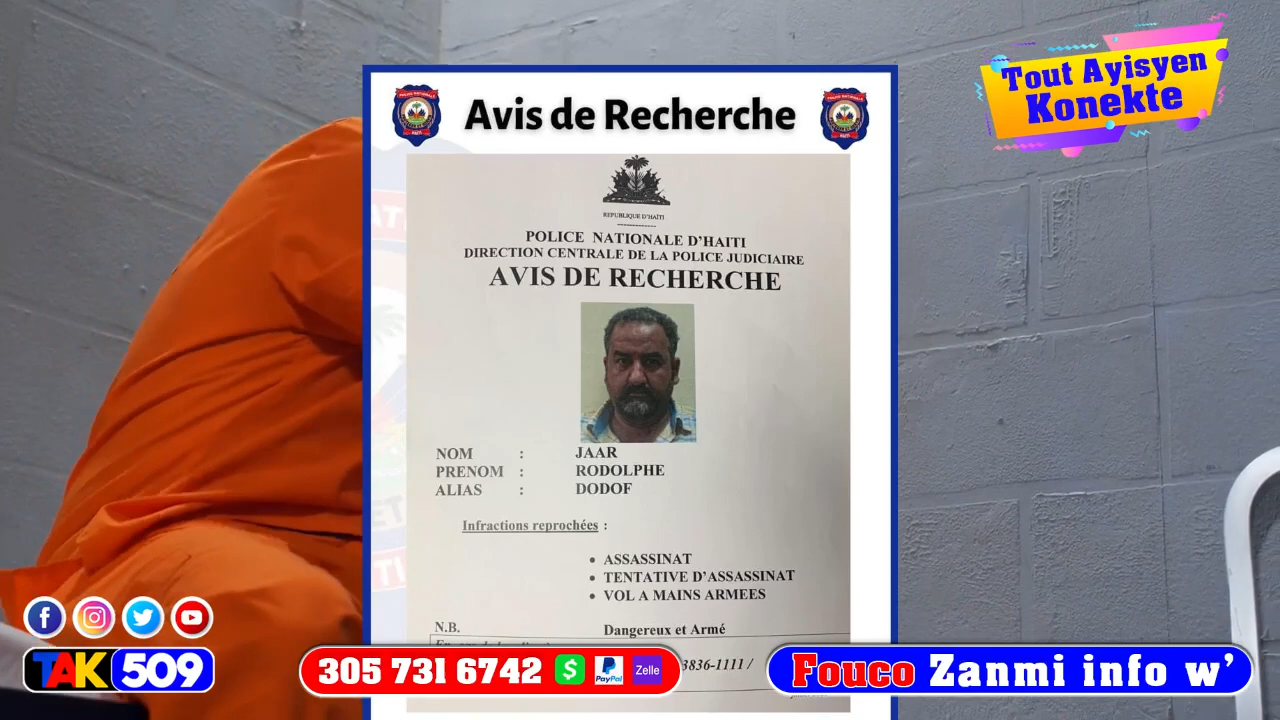 Tout Ayisyen
Konekte
Avis de Recherche
REPUBLIQUE D'HAÏTI
POLICE NATIONALE D'HAITI
DIRECTION CENTRALE DE LA POLICE JUDICIAIRE
AVIS DE RECHERCHE
NOM : JAAR
PRENOM : RODOLPHE
ALIAS : DODOF
Infractions reprochées :
• ASSASSINAT
• TENTATIVE D'ASSASSINAT
• VOL A MAINS ARMEES
N.B. Dangereux et Armé
3836-1111 /
TAK 509
305 731 6742
$ PayPal Zelle
Fouco Zanmi info w'